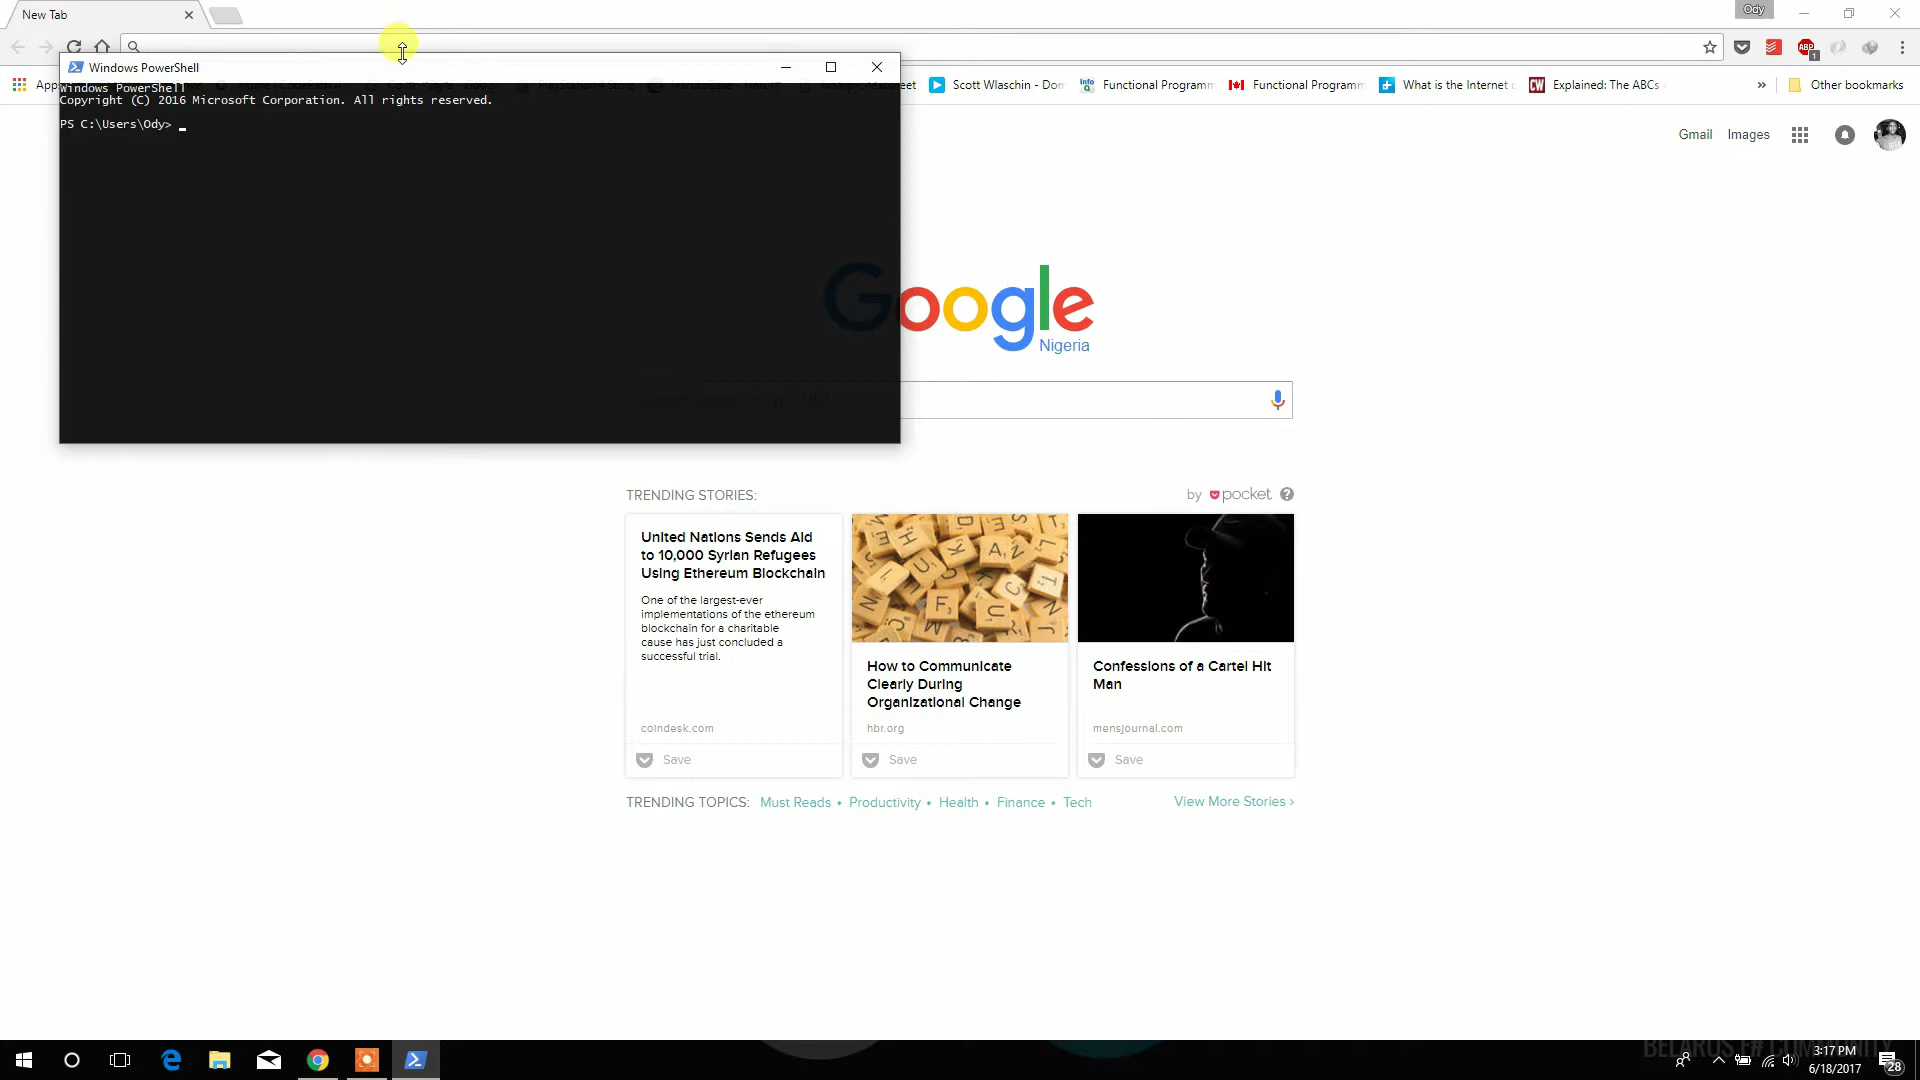 New Tab
Ody
Windows PowerShell
Windows PowerShell
Copyright (C) 2016 Microsoft Corporation. All rights reserved.
PS C:\Users\Ody>
App
Scott Wlaschin - Don
Functional Programm
Functional Programm
What is the Internet
Explained: The ABCs
»
Other bookmarks
Gmail
Images
Google
Nigeria
TRENDING STORIES:
by pocket ?
United Nations Sends Aid
to 10,000 Syrian Refugees
Using Ethereum Blockchain
One of the largest-ever
implementations of the ethereum
blockchain for a charitable
cause has just concluded a
successful trial.
coindesk.com
Save
How to Communicate
Clearly During
Organizational Change
hbr.org
Save
Confessions of a Cartel Hit
Man
mensjournal.com
Save
TRENDING TOPICS: Must Reads • Productivity • Health • Finance • Tech
View More Stories ›
BELARUS F# COMMUNITY
3:17 PM
6/18/2017
28